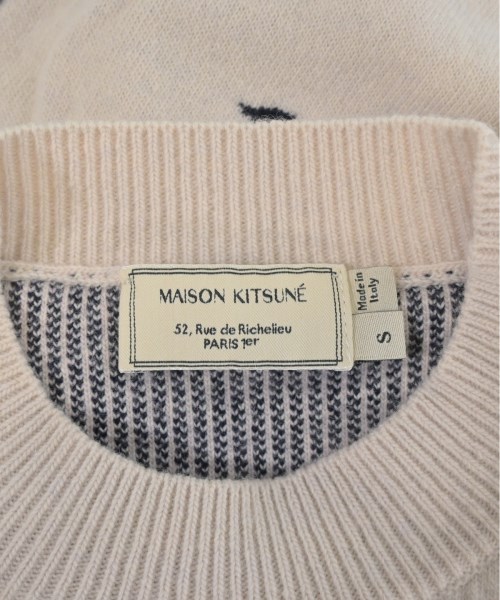 MAISON KITSUNÉ
52, Rue de Richelieu
PARIS 1er
Made in
Italy
S